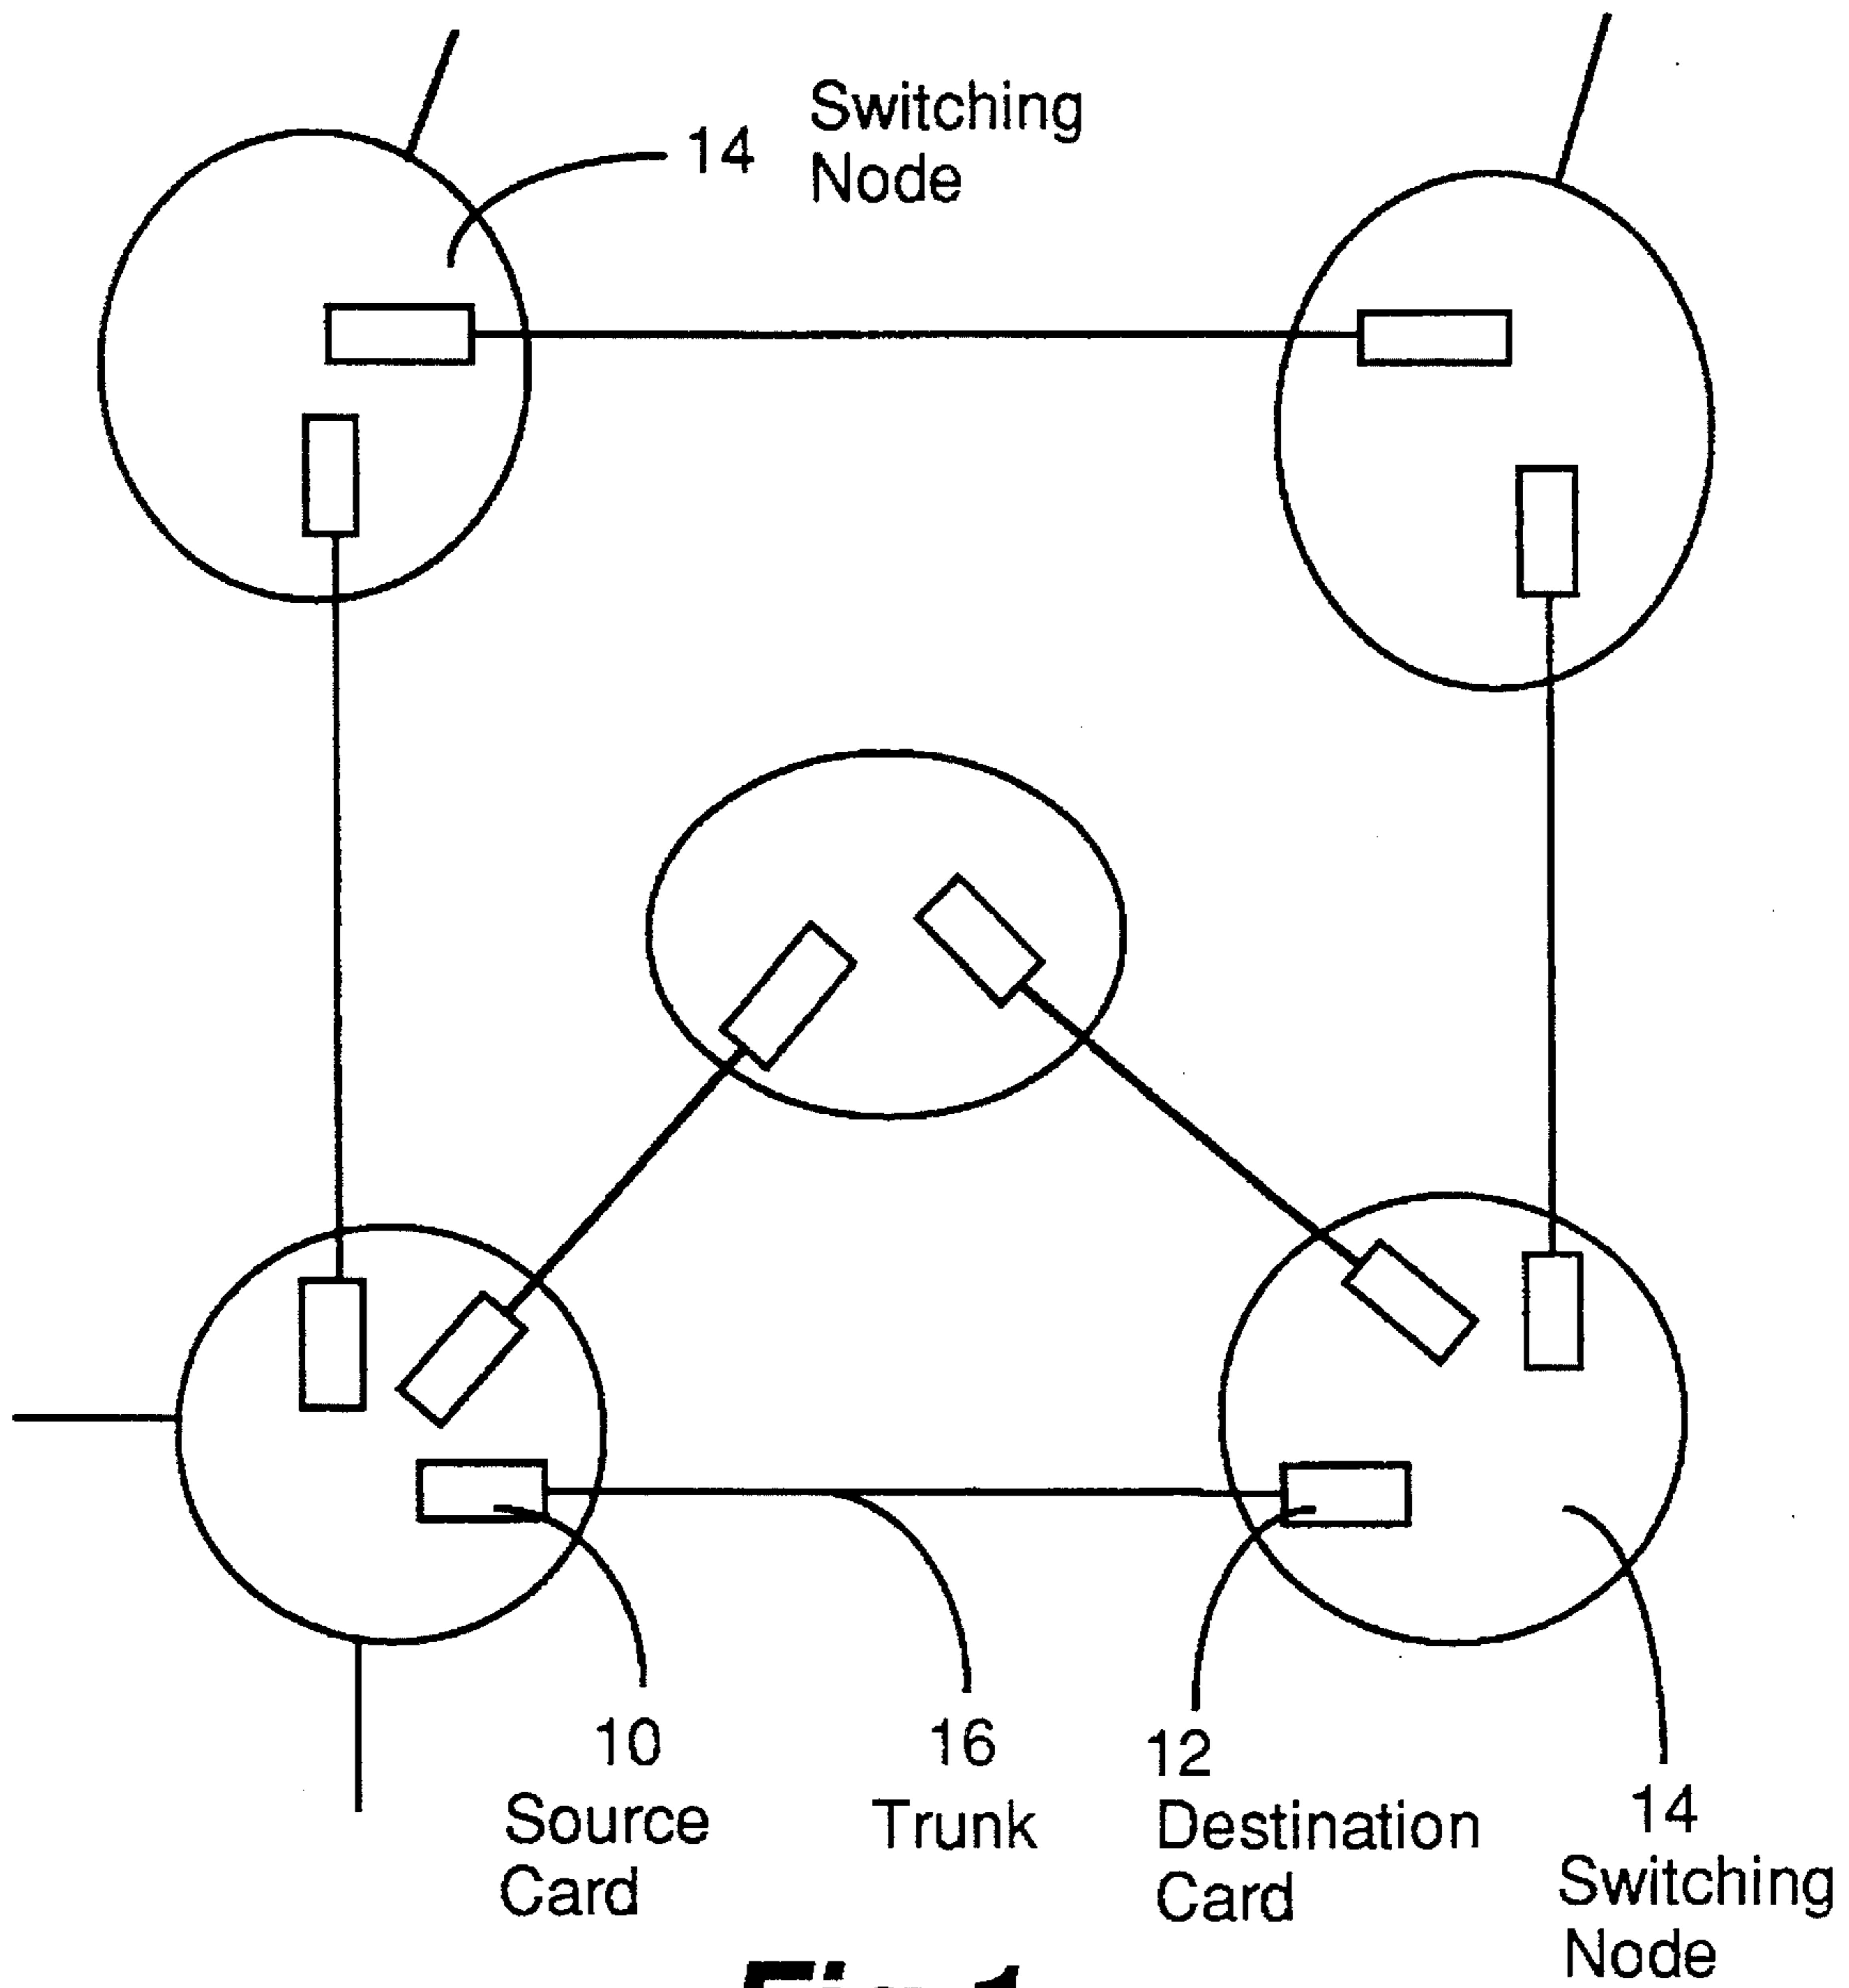 14
Switching
Node
10
Source
Card
16
Trunk
12
Destination
Card
14
Switching
Node